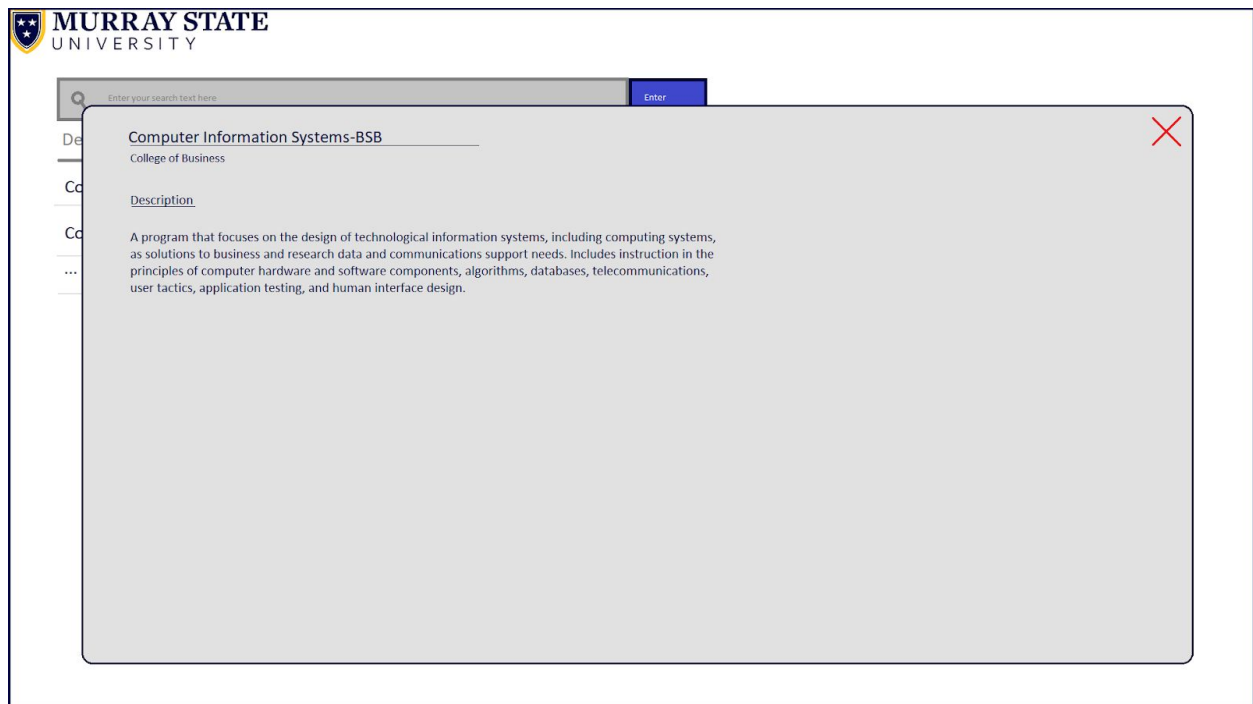 MURRAY STATE
UNIVERSITY
Enter your search text here
Enter
De
Computer Information Systems-BSB
College of Business
Co
Description
Co
A program that focuses on the design of technological information systems, including computing systems,
as solutions to business and research data and communications support needs. Includes instruction in the
principles of computer hardware and software components, algorithms, databases, telecommunications,
user tactics, application testing, and human interface design.
...